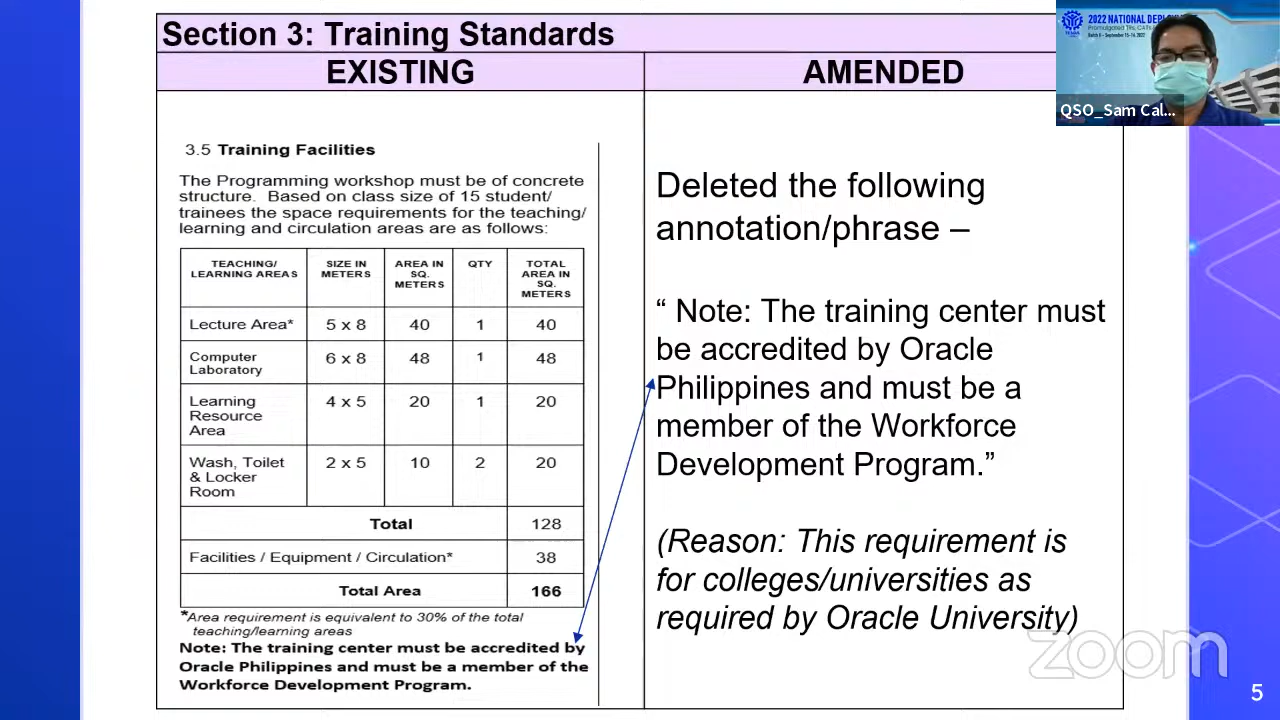 Section 3: Training Standards
EXISTING
AMENDED
3.5 Training Facilities
The Programming workshop must be of concrete
structure. Based on class size of 15 student/
trainees the space requirements for the teaching/
learning and circulation areas are as follows:
TEACHING/ LEARNING AREAS SIZE IN METERS AREA IN SQ. METERS QTY TOTAL AREA IN SQ. METERS
Lecture Area* 5 x 8 40 1 40
Computer Laboratory 6 x 8 48 1 48
Learning Resource Area 4 x 5 20 1 20
Wash, Toilet & Locker Room 2 x 5 10 2 20
Total 128
Facilities / Equipment / Circulation* 38
Total Area 166
*Area requirement is equivalent to 30% of the total
teaching/learning areas
Note: The training center must be accredited by
Oracle Philippines and must be a member of the
Workforce Development Program.
Deleted the following
annotation/phrase –
“ Note: The training center must
be accredited by Oracle
Philippines and must be a
member of the Workforce
Development Program.”
(Reason: This requirement is
for colleges/universities as
required by Oracle University)
2022 NATIONAL
Promulgated TRs, CATs
QSO_Sam Cal...
zoom
5